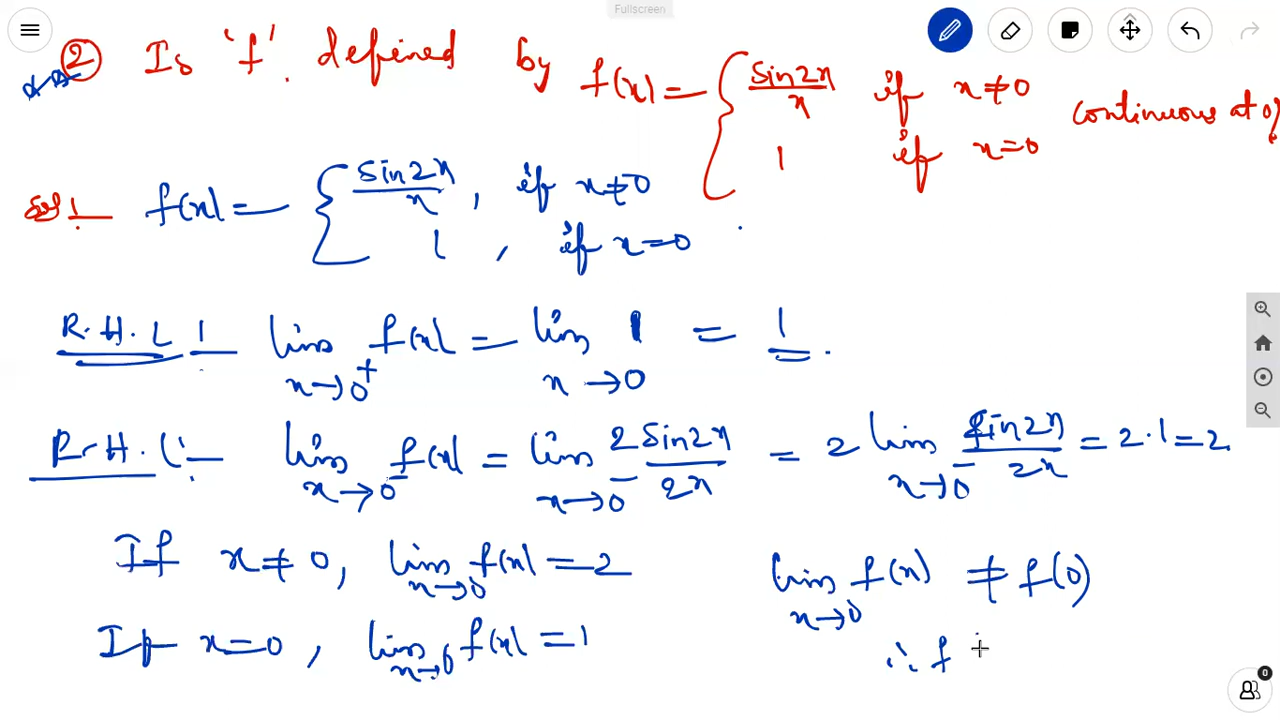 Fullscreen
② Is 'f'. defined by f(x) = { sin2x/x if x≠0 continuous at 0?
1 if x=0
Sol:- f(x) = { sin2x/x , if x≠0
1 , if x=0 .
R.H.L :- lim x→0⁺ f(x) = lim x→0 1 = 1 .
R.H.L :- lim x→0⁻ f(x) = lim x→0⁻ 2 sin2x/2x = 2 lim x→0⁻ sin2x/2x = 2·1 = 2
If x≠0, lim x→0 f(x) = 2 lim x→0 f(x) ≠ f(0)
If x=0, lim x→0 f(x) = 1 ∴ f
0